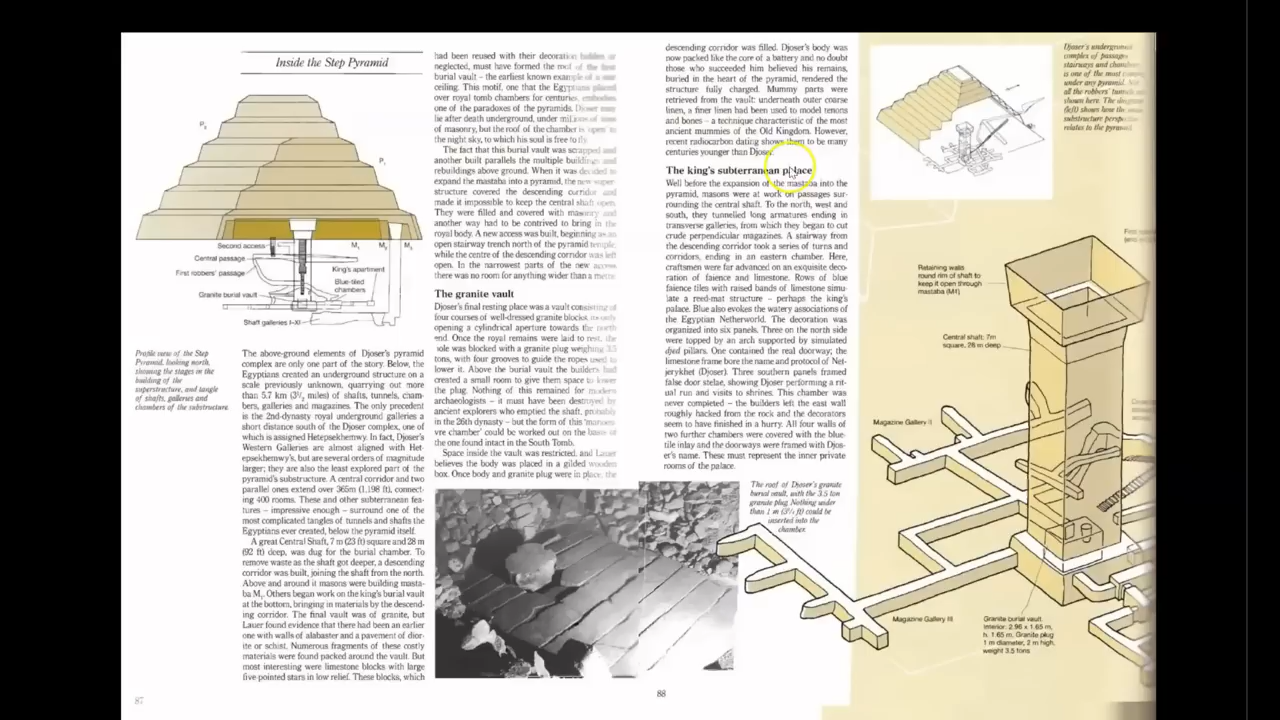 Inside the Step Pyramid
P₂
P₁
Second access
M₁
M₂
M₃
Central passage
First robbers' passage
King's apartment
Blue-tiled
chambers
Granite burial vault
Shaft galleries I–XI
Profile view of the Step
Pyramid, looking north,
showing the stages in the
building of the
superstructure, and tangle
of shafts, galleries and
chambers of the substructure.
The above-ground elements of Djoser's pyramid
complex are only one part of the story. Below, the
Egyptians created an underground structure on a
scale previously unknown, quarrying out more
than 5.7 km (3½ miles) of shafts, tunnels, cham-
bers, galleries and magazines. The only precedent
is the 2nd-dynasty royal underground galleries a
short distance south of the Djoser complex, one of
which is assigned Hetepsekhemwy. In fact, Djoser's
Western Galleries are almost aligned with Het-
epsekhemwy's, but are several orders of magnitude
larger; they are also the least explored part of the
pyramid's substructure. A central corridor and two
parallel ones extend over 365m (1,198 ft), connect-
ing 400 rooms. These and other subterranean fea-
tures – impressive enough – surround one of the
most complicated tangles of tunnels and shafts the
Egyptians ever created, below the pyramid itself.
A great Central Shaft, 7 m (23 ft) square and 28 m
(92 ft) deep, was dug for the burial chamber. To
remove waste as the shaft got deeper, a descending
corridor was built, joining the shaft from the north.
Above and around it masons were building masta-
ba M₁. Others began work on the king's burial vault
at the bottom, bringing in materials by the descend-
ing corridor. The final vault was of granite, but
Lauer found evidence that there had been an earlier
one with walls of alabaster and a pavement of dior-
ite or schist. Numerous fragments of these costly
materials were found packed around the vault. But
most interesting were limestone blocks with large
five pointed stars in low relief. These blocks, which
87
had been reused with their decoration hidden or
neglected, must have formed the roof of the first
burial vault – the earliest known example of a star
ceiling. This motif, one that the Egyptians placed
over royal tomb chambers for centuries, embodies
one of the paradoxes of the pyramids. Djoser may
lie after death underground, under millions of tons
of masonry, but the roof of the chamber is open to
the night sky, to which his soul is free to fly.
The fact that this burial vault was scrapped and
another built parallels the multiple buildings and
rebuildings above ground. When it was decided to
expand the mastaba into a pyramid, the new super-
structure covered the descending corridor and
made it impossible to keep the central shaft open.
They were filled and covered with masonry and
another way had to be contrived to bring in the
royal body. A new access was built, beginning as an
open stairway trench north of the pyramid temple,
while the centre of the descending corridor was left
open. In the narrowest parts of the new access
there was no room for anything wider than a metre.
The granite vault
Djoser's final resting place was a vault consisting of
four courses of well-dressed granite blocks, its only
opening a cylindrical aperture towards the north
end. Once the royal remains were laid to rest, the
hole was blocked with a granite plug weighing 3.5
tons, with four grooves to guide the ropes used to
lower it. Above the burial vault the builders had
created a small room to give them space to lower
the plug. Nothing of this remained for modern
archaeologists – it must have been destroyed by
ancient explorers who emptied the shaft, probably
in the 26th dynasty – but the form of this 'manoeu-
vre chamber' could be worked out on the basis of
the one found intact in the South Tomb.
Space inside the vault was restricted, and Lauer
believes the body was placed in a gilded wooden
box. Once body and granite plug were in place, the
descending corridor was filled. Djoser's body was
now packed like the core of a battery and no doubt
those who succeeded him believed his remains,
buried in the heart of the pyramid, rendered the
structure fully charged. Mummy parts were
retrieved from the vault: underneath outer coarse
linen, a finer linen had been used to model tenons
and bones – a technique characteristic of the most
ancient mummies of the Old Kingdom. However,
recent radiocarbon dating shows them to be many
centuries younger than Djoser.
The king's subterranean palace
Well before the expansion of the mastaba into the
pyramid, masons were at work on passages sur-
rounding the central shaft. To the north, west and
south, they tunnelled long armatures ending in
transverse galleries, from which they began to cut
crude perpendicular magazines. A stairway from
the descending corridor took a series of turns and
corridors, ending in an eastern chamber. Here,
craftsmen were far advanced on an exquisite deco-
ration of faience and limestone. Rows of blue
faience tiles with raised bands of limestone simu-
late a reed-mat structure – perhaps the king's
palace. Blue also evokes the watery associations of
the Egyptian Netherworld. The decoration was
organized into six panels. Three on the north side
were topped by an arch supported by simulated
djed pillars. One contained the real doorway; the
limestone frame bore the name and protocol of Net-
jerykhet (Djoser). Three southern panels framed
false door stelae, showing Djoser performing a rit-
ual run and visits to shrines. This chamber was
never completed – the builders left the east wall
roughly hacked from the rock and the decorators
seem to have finished in a hurry. All four walls of
two further chambers were covered with the blue-
tile inlay and the doorways were framed with Djos-
er's name. These must represent the inner private
rooms of the palace.
The roof of Djoser's granite
burial vault, with the 3.5 ton
granite plug. Nothing wider
than 1 m (3¼ ft) could be
inserted into the
chamber.
88
Djoser's underground
complex of passages
stairways and chambers
is one of the most
under any pyramid. Not
all the robbers' tunnels
shown here. The diagram
(left) shows how the
substructure
relates to the pyramid
Retaining walls
round rim of shaft to
keep it open through
mastaba (M1)
Central shaft: 7m
square, 28 m deep
Magazine Gallery II
Magazine Gallery III
Granite burial vault.
Interior: 2.96 x 1.65 m,
h. 1.65 m. Granite plug
1 m diameter, 2 m high,
weight 3.5 tons